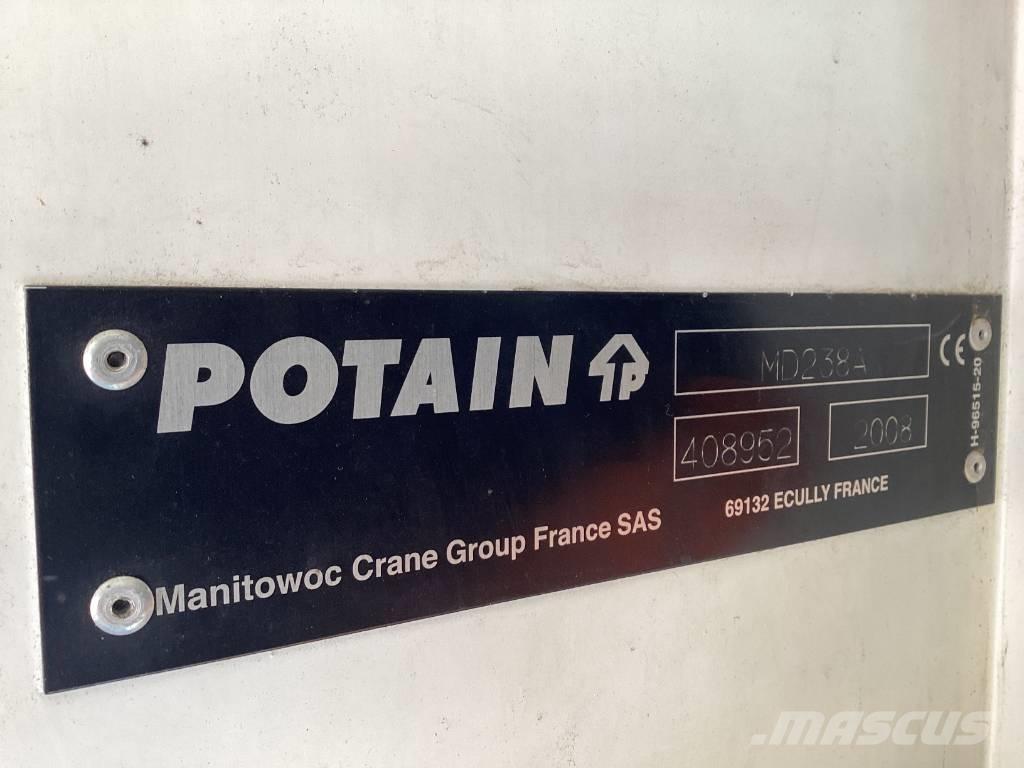 POTAIN
MD238A
408952
2008
Manitowoc Crane Group France SAS
69132 ECULLY FRANCE
CE
H-96515-20
MASCUS